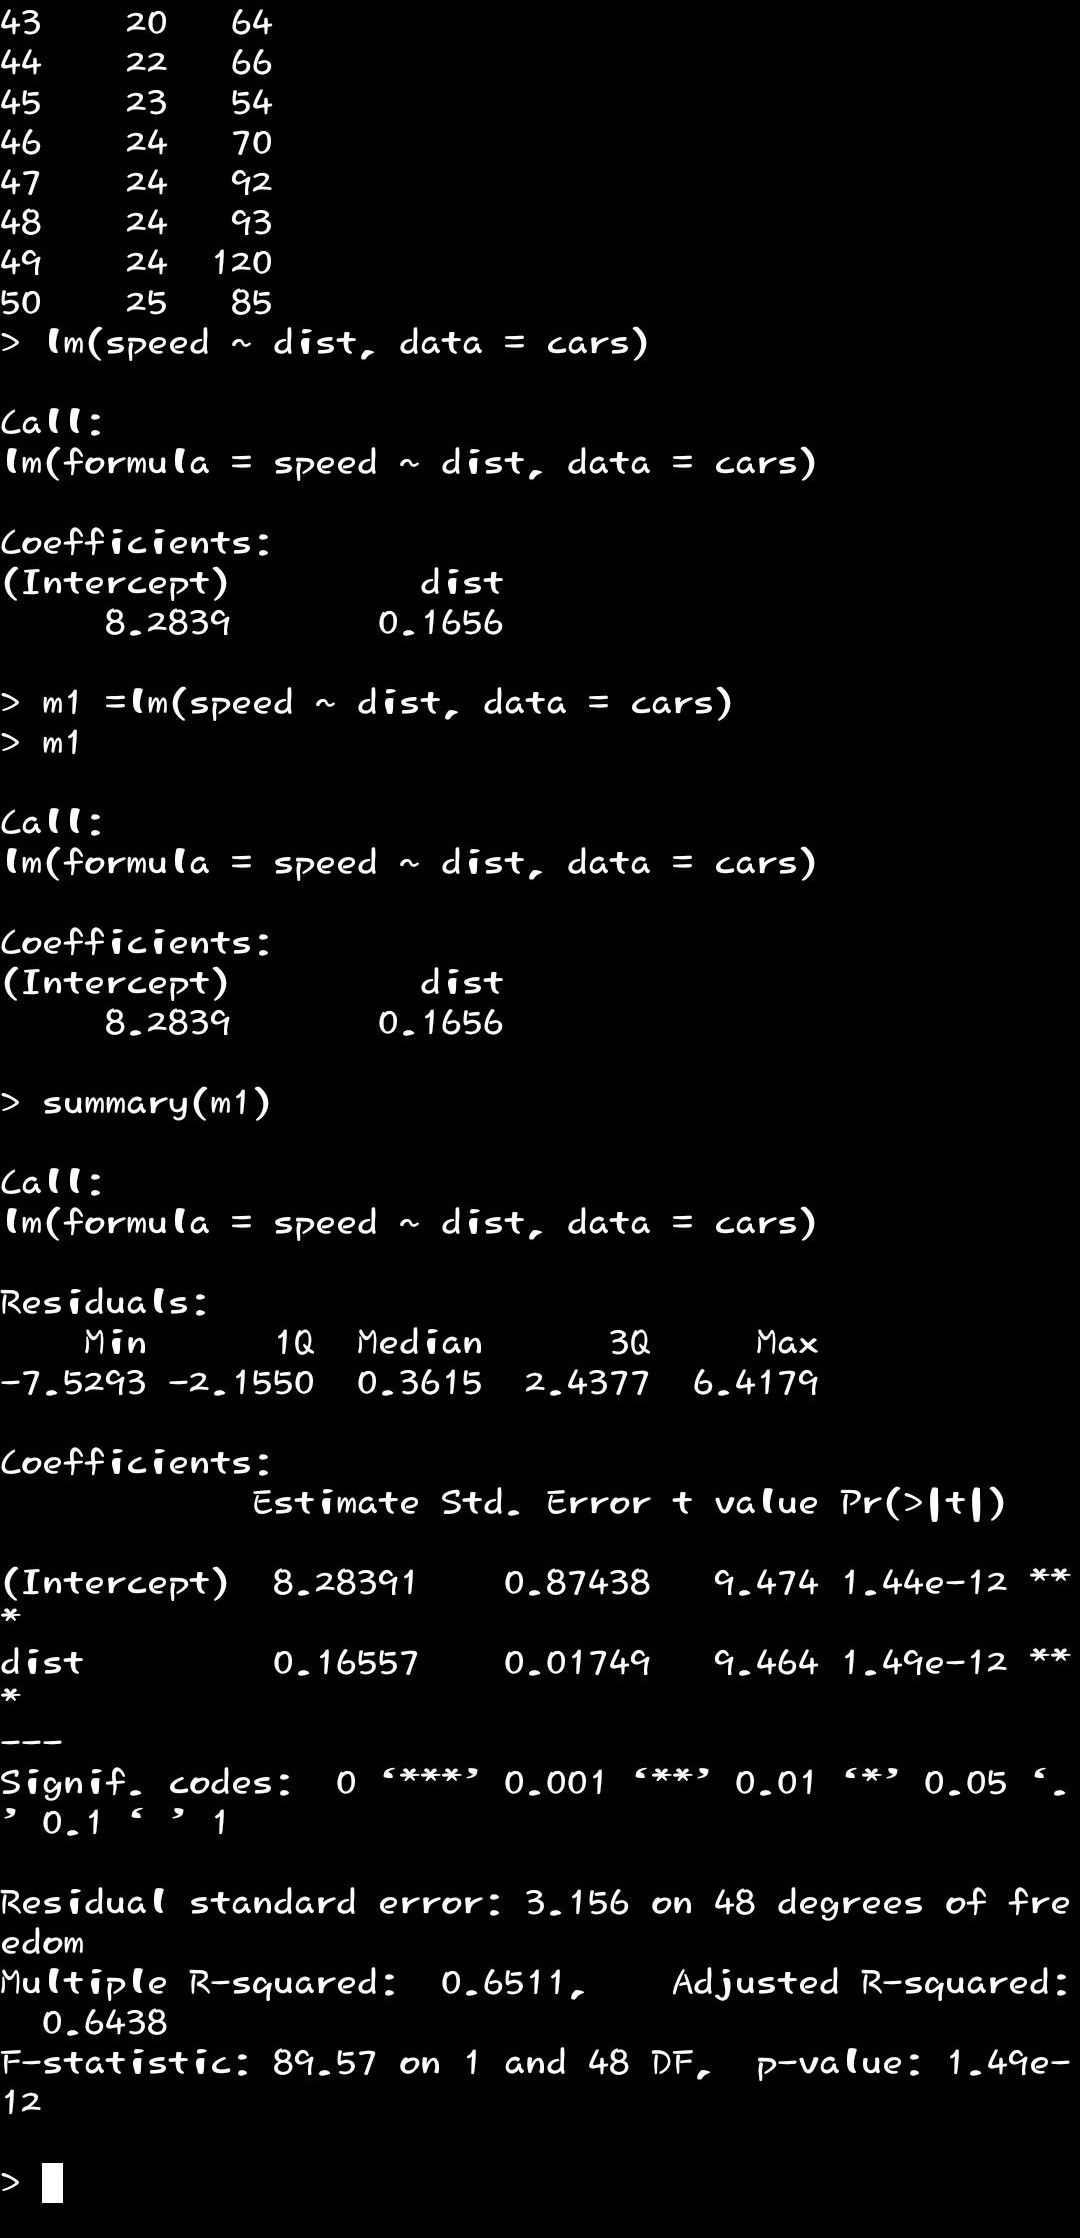 43     20   64
44     22   66
45     23   54
46     24   70
47     24   92
48     24   93
49     24  120
50     25   85
> lm(speed ~ dist, data = cars)

Call:
lm(formula = speed ~ dist, data = cars)

Coefficients:
(Intercept)         dist
     8.2839       0.1656

> m1 =lm(speed ~ dist, data = cars)
> m1

Call:
lm(formula = speed ~ dist, data = cars)

Coefficients:
(Intercept)         dist
     8.2839       0.1656

> summary(m1)

Call:
lm(formula = speed ~ dist, data = cars)

Residuals:
    Min      1Q  Median      3Q     Max
-7.5293 -2.1550  0.3615  2.4377  6.4179

Coefficients:
            Estimate Std. Error t value Pr(>|t|)

(Intercept)  8.28391    0.87438   9.474 1.44e-12 **
*
dist         0.16557    0.01749   9.464 1.49e-12 **
*
---
Signif. codes:  0 ‘***’ 0.001 ‘**’ 0.01 ‘*’ 0.05 ‘.
’ 0.1 ‘ ’ 1

Residual standard error: 3.156 on 48 degrees of fre
edom
Multiple R-squared:  0.6511,    Adjusted R-squared:
  0.6438
F-statistic: 89.57 on 1 and 48 DF,  p-value: 1.49e-
12

>